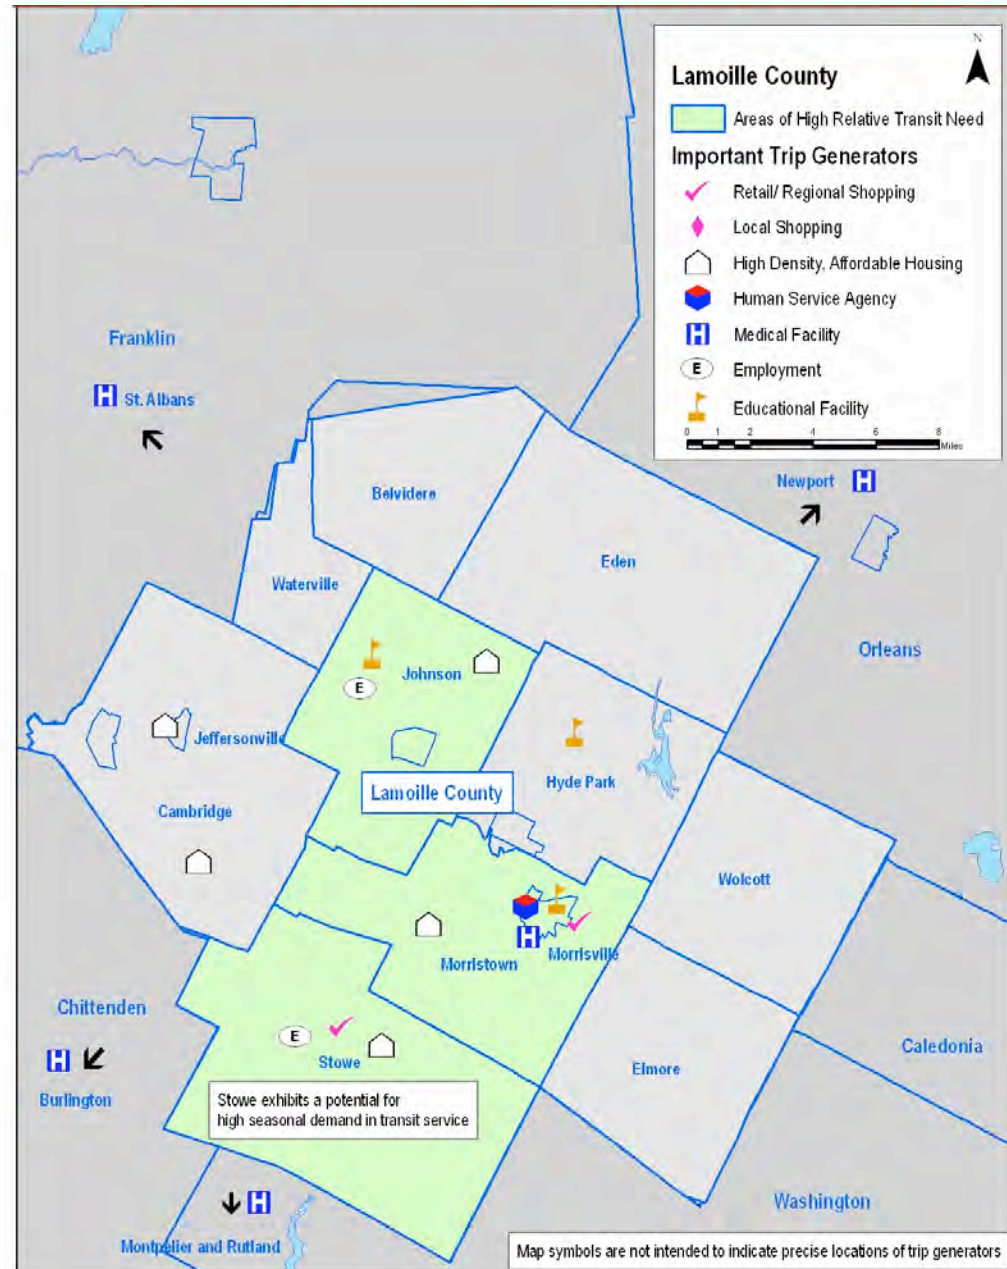 N
Lamoille County
Areas of High Relative Transit Need
Important Trip Generators
Retail/ Regional Shopping
Local Shopping
High Density, Affordable Housing
Human Service Agency
H Medical Facility
E Employment
Educational Facility
0 1 2 4 6 8
Miles
Franklin
H St. Albans
Newport H
Belvidere
Eden
Waterville
Orleans
Johnson
E
Jeffersonville
Hyde Park
Lamoille County
Cambridge
Wolcott
H
Morristown Morrisville
Chittenden
E
Stowe
Caledonia
H
Elmore
Burlington
Stowe exhibits a potential for
high seasonal demand in transit service
Washington
H
Montpelier and Rutland
Map symbols are not intended to indicate precise locations of trip generators